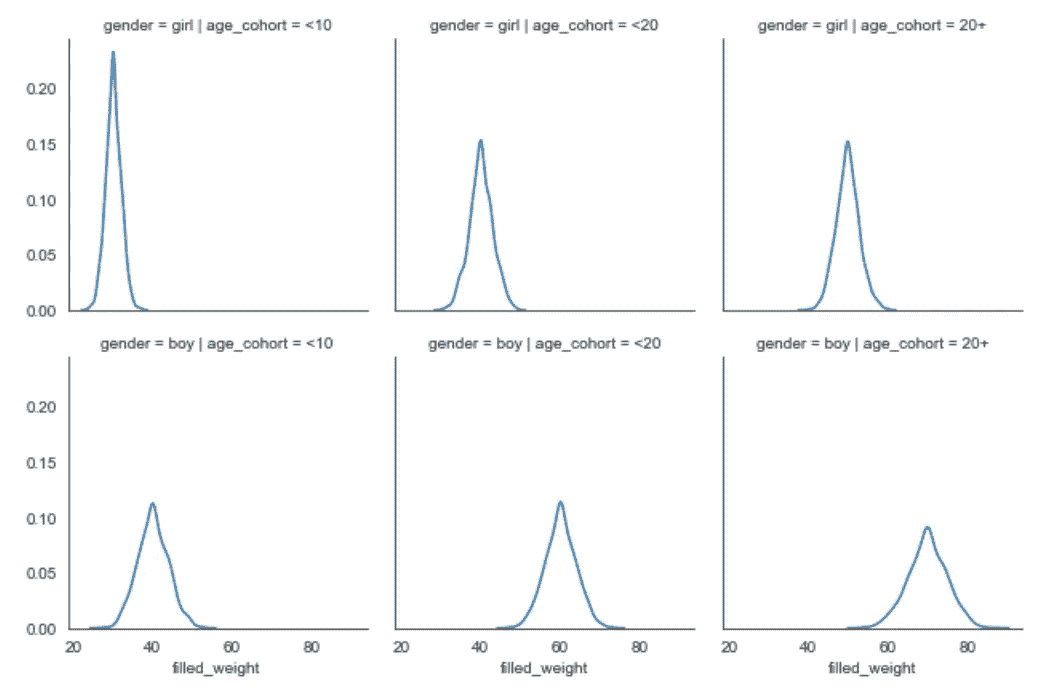 gender = girl | age_cohort = <10
gender = girl | age_cohort = <20
gender = girl | age_cohort = 20+
0.20
0.15
0.10
0.05
0.00
gender = boy | age_cohort = <10
gender = boy | age_cohort = <20
gender = boy | age_cohort = 20+
0.20
0.15
0.10
0.05
0.00
20 40 60 80
20 40 60 80
20 40 60 80
filled_weight
filled_weight
filled_weight